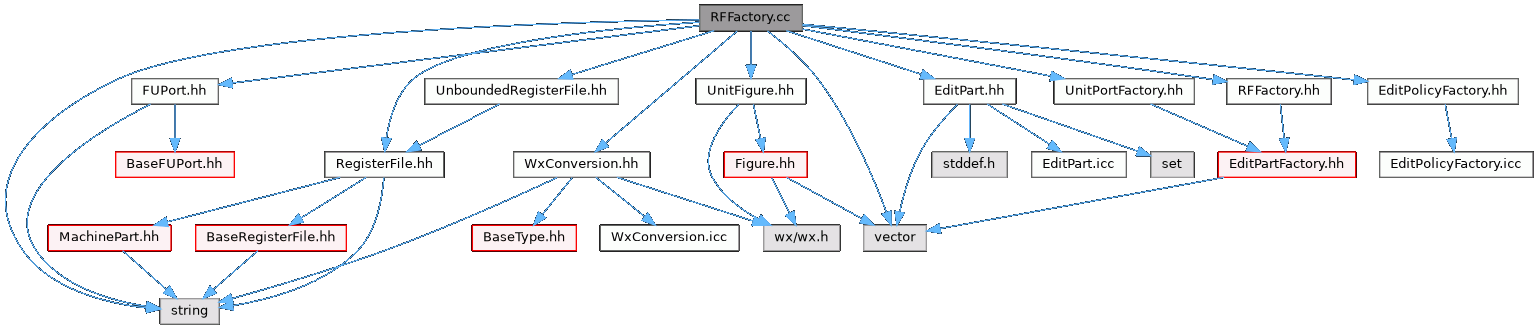 RFFactory.cc
FUPort.hh
UnboundedRegisterFile.hh
UnitFigure.hh
EditPart.hh
UnitPortFactory.hh
RFFactory.hh
EditPolicyFactory.hh
BaseFUPort.hh
RegisterFile.hh
WxConversion.hh
Figure.hh
stddef.h
EditPart.icc
set
EditPartFactory.hh
EditPolicyFactory.icc
MachinePart.hh
BaseRegisterFile.hh
BaseType.hh
WxConversion.icc
wx/wx.h
vector
string